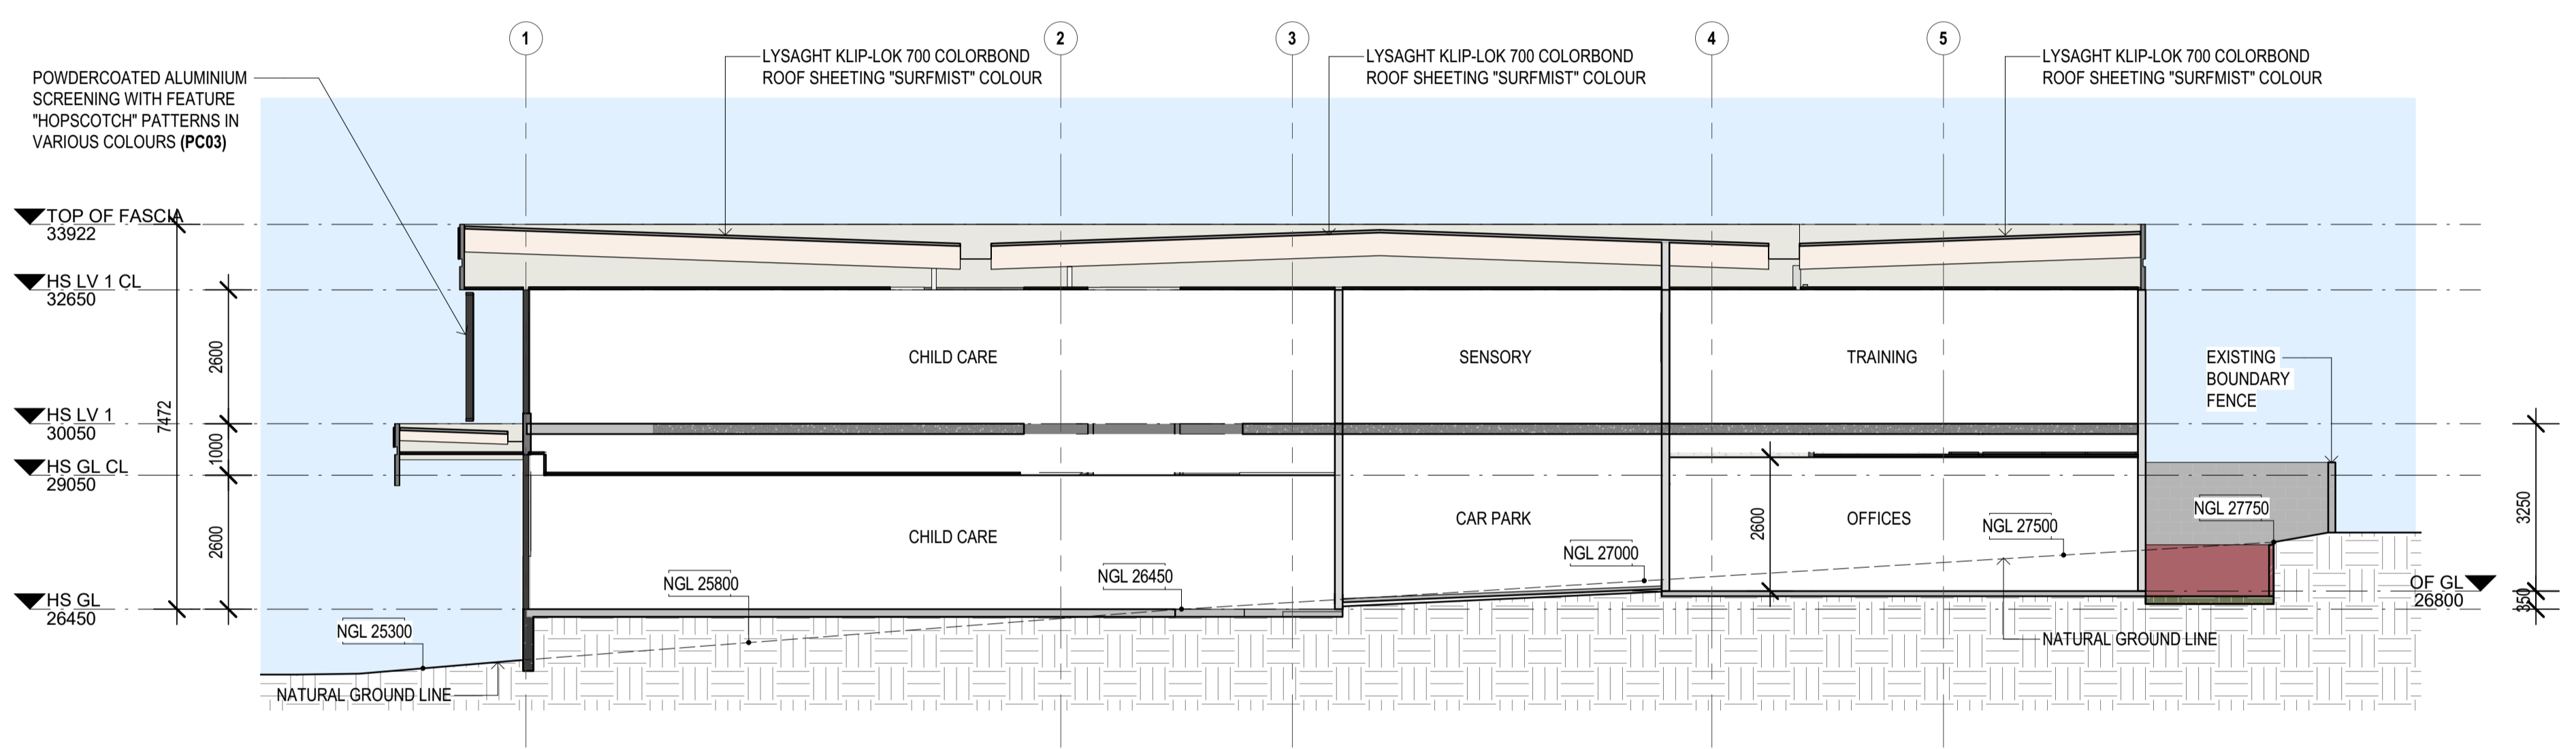 1
2
3
4
5
POWDERCOATED ALUMINIUM
SCREENING WITH FEATURE
"HOPSCOTCH" PATTERNS IN
VARIOUS COLOURS (PC03)
LYSAGHT KLIP-LOK 700 COLORBOND
ROOF SHEETING "SURFMIST" COLOUR
LYSAGHT KLIP-LOK 700 COLORBOND
ROOF SHEETING "SURFMIST" COLOUR
LYSAGHT KLIP-LOK 700 COLORBOND
ROOF SHEETING "SURFMIST" COLOUR
TOP OF FASCIA
33922
HS LV 1 CL
32650
HS LV 1
30050
HS GL CL
29050
HS GL
26450
7472
2600
1000
2600
CHILD CARE
SENSORY
TRAINING
EXISTING
BOUNDARY
FENCE
CHILD CARE
CAR PARK
OFFICES
2600
NGL 25300
NGL 25800
NGL 26450
NGL 27000
NGL 27500
NGL 27750
3250
350
OF GL
26800
NATURAL GROUND LINE
NATURAL GROUND LINE